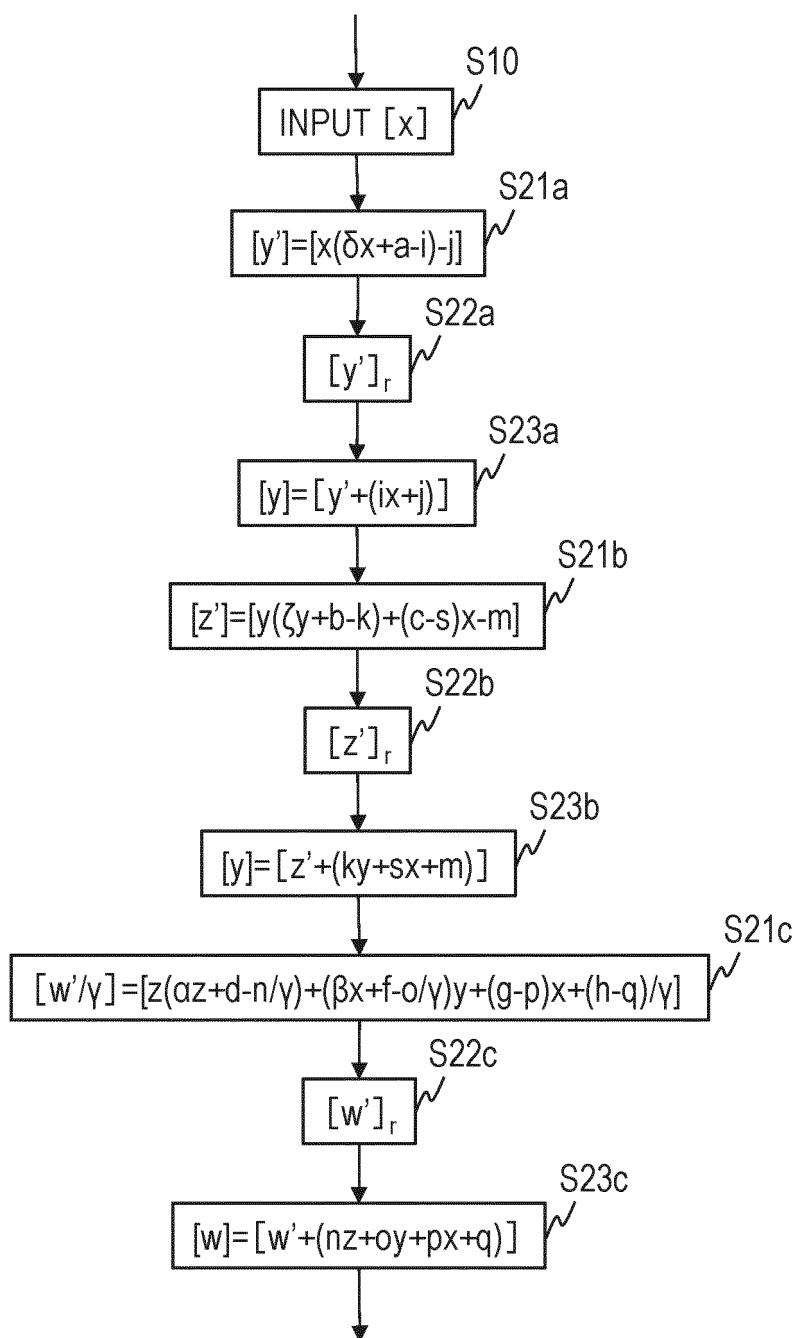 S10
INPUT [x]
S21a
[y']=[x(δx+a-i)-j]
S22a
[y']r
S23a
[y]=[y'+(ix+j)]
S21b
[z']=[y(ζy+b-k)+(c-s)x-m]
S22b
[z']r
S23b
[y]=[z'+(ky+sx+m)]
S21c
[w'/γ]=[z(αz+d-n/γ)+(βx+f-o/γ)y+(g-p)x+(h-q)/γ]
S22c
[w']r
S23c
[w]=[w'+(nz+oy+px+q)]